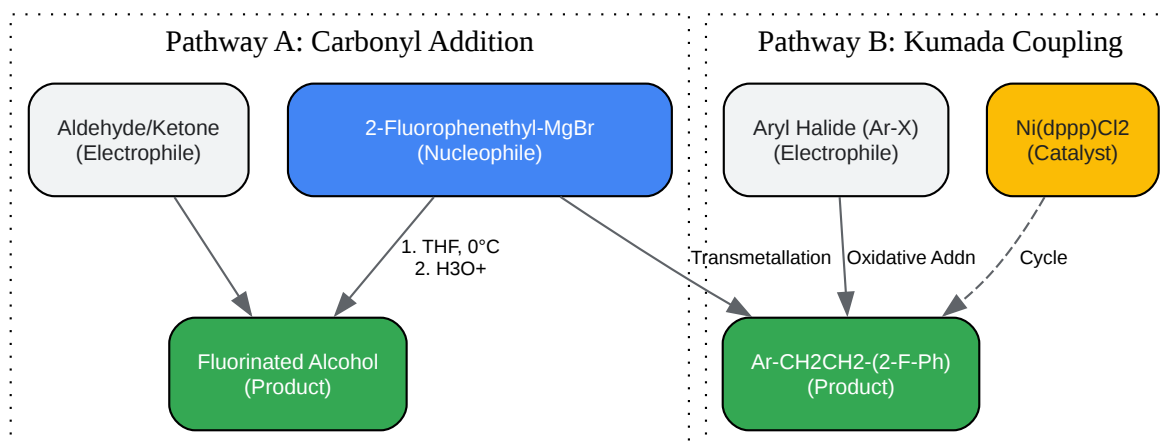 Pathway A: Carbonyl Addition
Aldehyde/Ketone
(Electrophile)
2-Fluorophenethyl-MgBr
(Nucleophile)
1. THF, 0°C
2. H3O+
Fluorinated Alcohol
(Product)
Pathway B: Kumada Coupling
Aryl Halide (Ar-X)
(Electrophile)
Ni(dppp)Cl2
(Catalyst)
Transmetallation
Oxidative Addn
Cycle
Ar-CH2CH2-(2-F-Ph)
(Product)